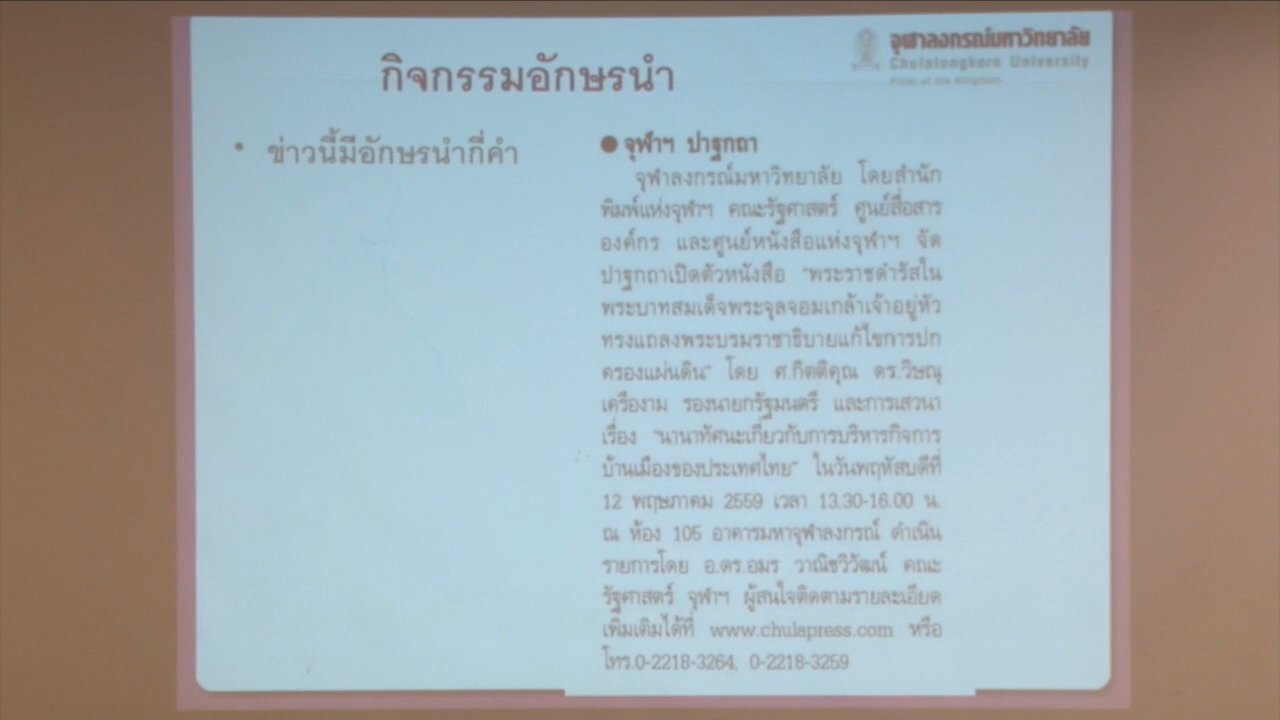 จุฬาลงกรณ์มหาวิทยาลัย
Chulalongkorn University
Pillar of the Kingdom
กิจกรรมอักษรนำ
• ข่าวนี้มีอักษรนำกี่คำ
● จุฬาฯ ปาฐกถา
จุฬาลงกรณ์มหาวิทยาลัย โดยสำนัก
พิมพ์แห่งจุฬาฯ คณะรัฐศาสตร์ ศูนย์สื่อสาร
องค์กร และศูนย์หนังสือแห่งจุฬาฯ จัด
ปาฐกถาเปิดตัวหนังสือ "พระราชดำรัสใน
พระบาทสมเด็จพระจุลจอมเกล้าเจ้าอยู่หัว
ทรงแถลงพระบรมราชาธิบายแก้ไขการปก
ครองแผ่นดิน" โดย ศ.กิตติคุณ ดร.วิษณุ
เครืองาม รองนายกรัฐมนตรี และการเสวนา
เรื่อง "นานาทัศนะเกี่ยวกับการบริหารกิจการ
บ้านเมืองของประเทศไทย" ในวันพฤหัสบดีที่
12 พฤษภาคม 2559 เวลา 13.30-16.00 น.
ณ ห้อง 105 อาคารมหาจุฬาลงกรณ์ ดำเนิน
รายการโดย อ.ดร.อมร วาณิชวิวัฒน์ คณะ
รัฐศาสตร์ จุฬาฯ ผู้สนใจติดตามรายละเอียด
เพิ่มเติมได้ที่ www.chulapress.com หรือ
โทร.0-2218-3264, 0-2218-3259